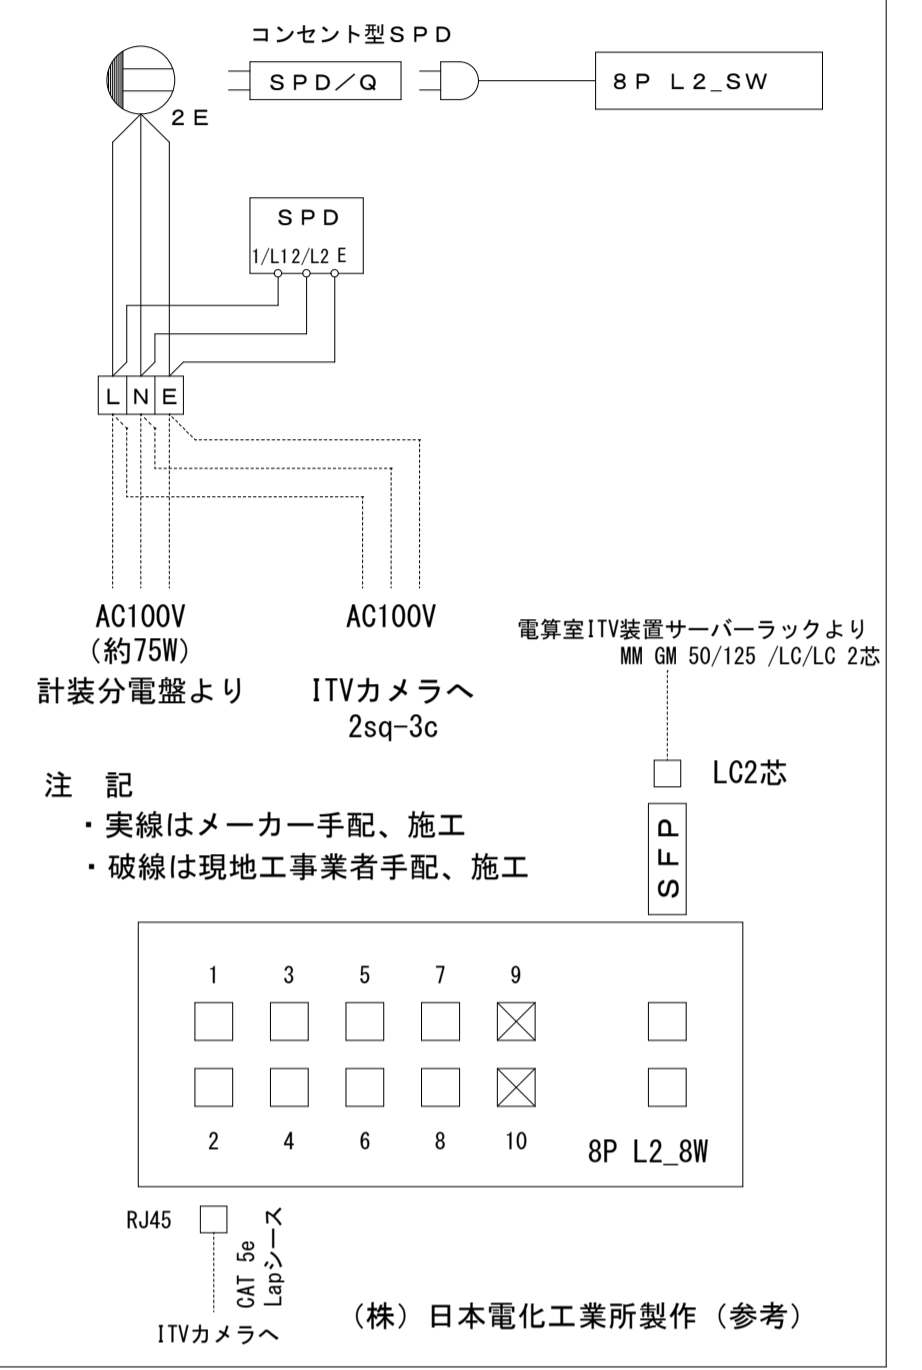 コンセント型ＳＰＤ
ＳＰＤ／Ｑ
８Ｐ　Ｌ２_ＳＷ
２Ｅ
ＳＰＤ
1/L1 2/L2 E
L N E
AC100V
(約75W)
計装分電盤より
AC100V
ITVカメラへ
2sq-3c
電算室ITV装置サーバーラックより
MM GM 50/125 /LC/LC 2芯
LC2芯
ＳＦＰ
注　記
・実線はメーカー手配、施工
・破線は現地工事業者手配、施工
1 3 5 7 9
2 4 6 8 10
8P L2_8W
RJ45
CAT 5e
Lapシース
ITVカメラへ
（株）日本電化工業所製作（参考）